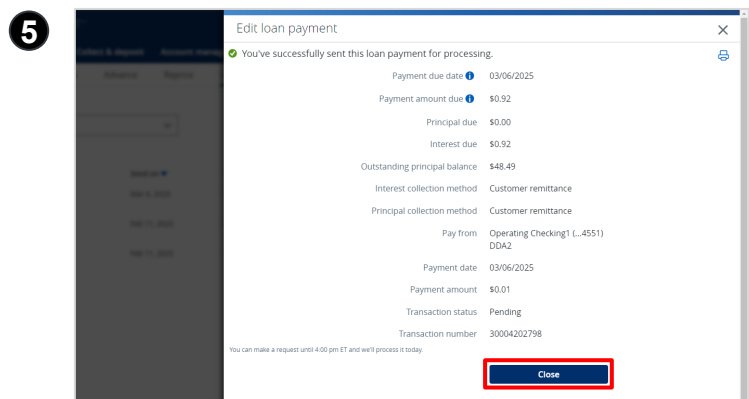 5
Edit loan payment
You've successfully sent this loan payment for processing.
Payment due date 03/06/2025
Payment amount due $0.92
Principal due $0.00
Interest due $0.92
Outstanding principal balance $48.49
Interest collection method Customer remittance
Principal collection method Customer remittance
Pay from Operating Checking1 (...4551)
DDA2
Payment date 03/06/2025
Payment amount $0.01
Transaction status Pending
Transaction number 30004202798
You can make a request until 4:00 pm ET and we'll process it today.
Close